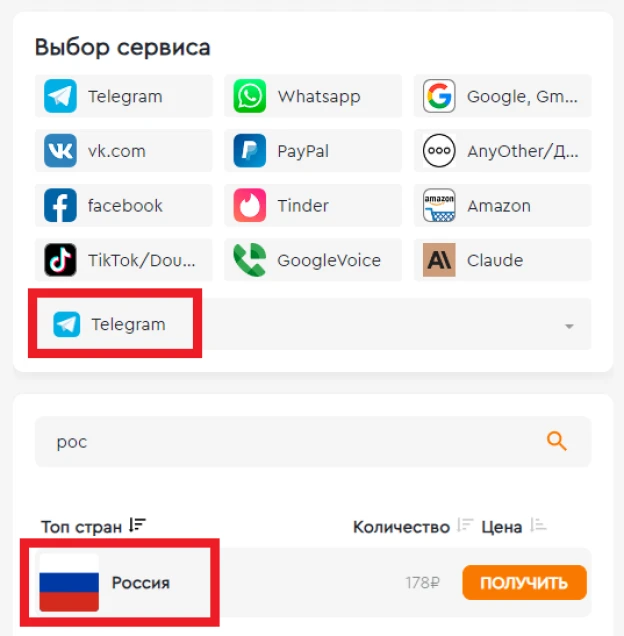 Выбор сервиса
Telegram Whatsapp Google, Gm...
vk.com PayPal AnyOther/Д...
facebook Tinder amazon Amazon
TikTok/Dou... GoogleVoice Claude
Telegram
рос
Топ стран Количество Цена
Россия 178₽ ПОЛУЧИТЬ